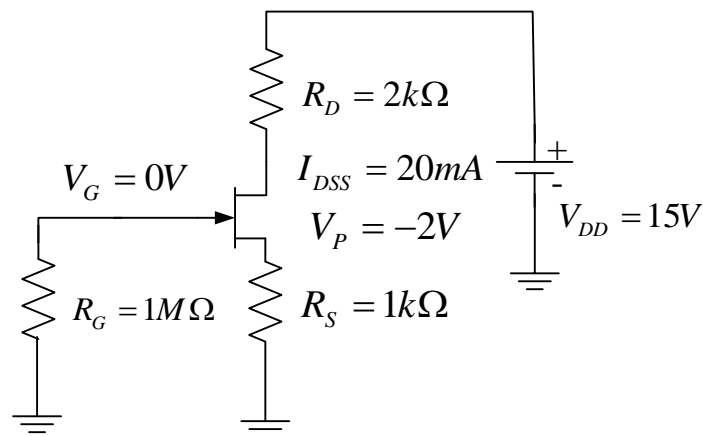 R_D = 2kΩ
V_G = 0V
I_DSS = 20mA
+
-
V_P = −2V
V_DD = 15V
R_G = 1MΩ
R_S = 1kΩ